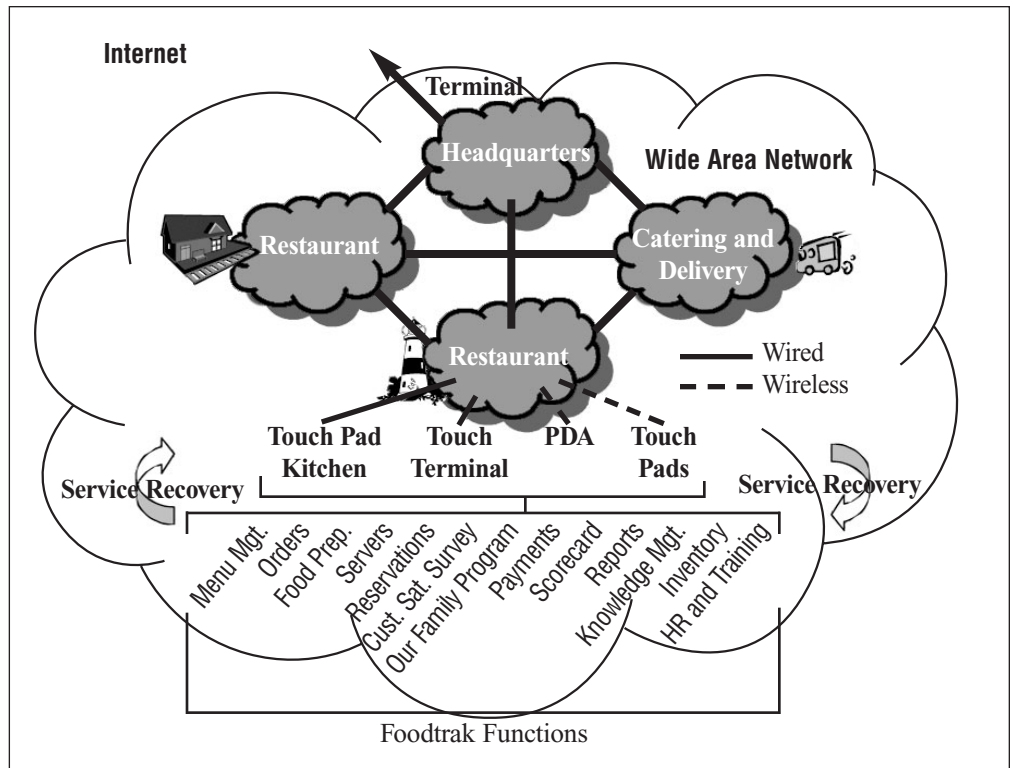 Internet
Terminal
Headquarters
Wide Area Network
Restaurant
Catering and
Delivery
Restaurant
Wired
Wireless
Touch Pad
Kitchen
Touch
Terminal
PDA
Touch
Pads
Service Recovery
Service Recovery
Menu Mgt.
Orders
Food Prep.
Servers
Reservations
Cust. Sat. Survey
Our Family Program
Payments
Scorecard
Reports
Knowledge Mgt.
Inventory
HR and Training
Foodtrak Functions